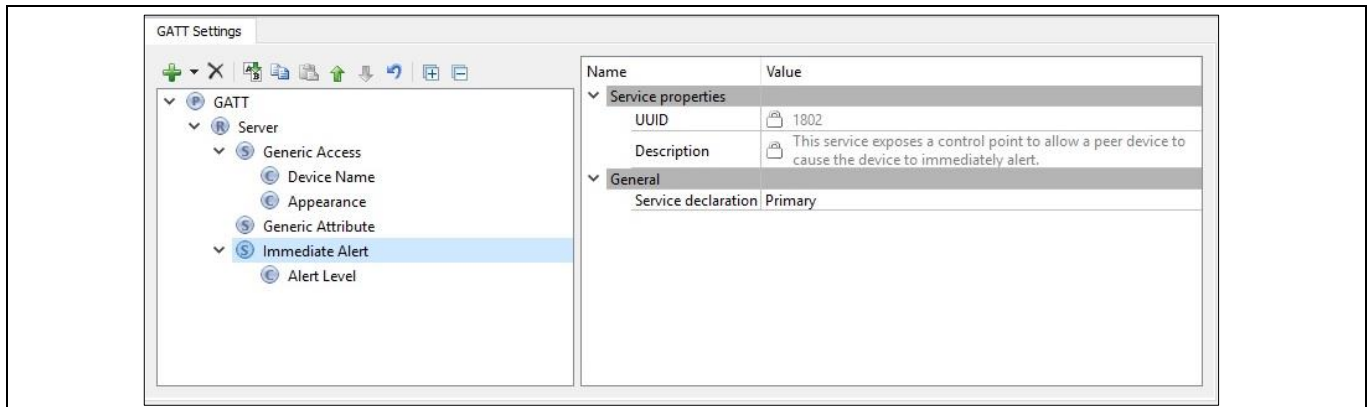 GATT Settings
Name Value
P GATT
R Server
S Generic Access
C Device Name
C Appearance
S Generic Attribute
S Immediate Alert
C Alert Level
Service properties
UUID 1802
Description This service exposes a control point to allow a peer device to
cause the device to immediately alert.
General
Service declaration Primary